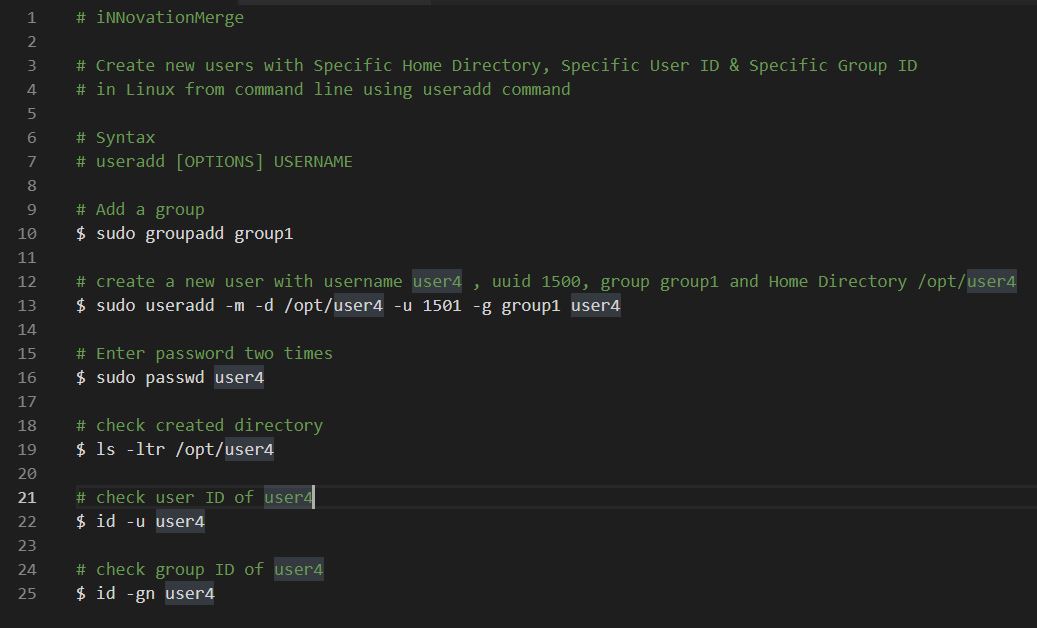 1 # iNNovationMerge
2
3 # Create new users with Specific Home Directory, Specific User ID & Specific Group ID
4 # in Linux from command line using useradd command
5
6 # Syntax
7 # useradd [OPTIONS] USERNAME
8
9 # Add a group
10 $ sudo groupadd group1
11
12 # create a new user with username user4 , uuid 1500, group group1 and Home Directory /opt/user4
13 $ sudo useradd -m -d /opt/user4 -u 1501 -g group1 user4
14
15 # Enter password two times
16 $ sudo passwd user4
17
18 # check created directory
19 $ ls -ltr /opt/user4
20
21 # check user ID of user4
22 $ id -u user4
23
24 # check group ID of user4
25 $ id -gn user4